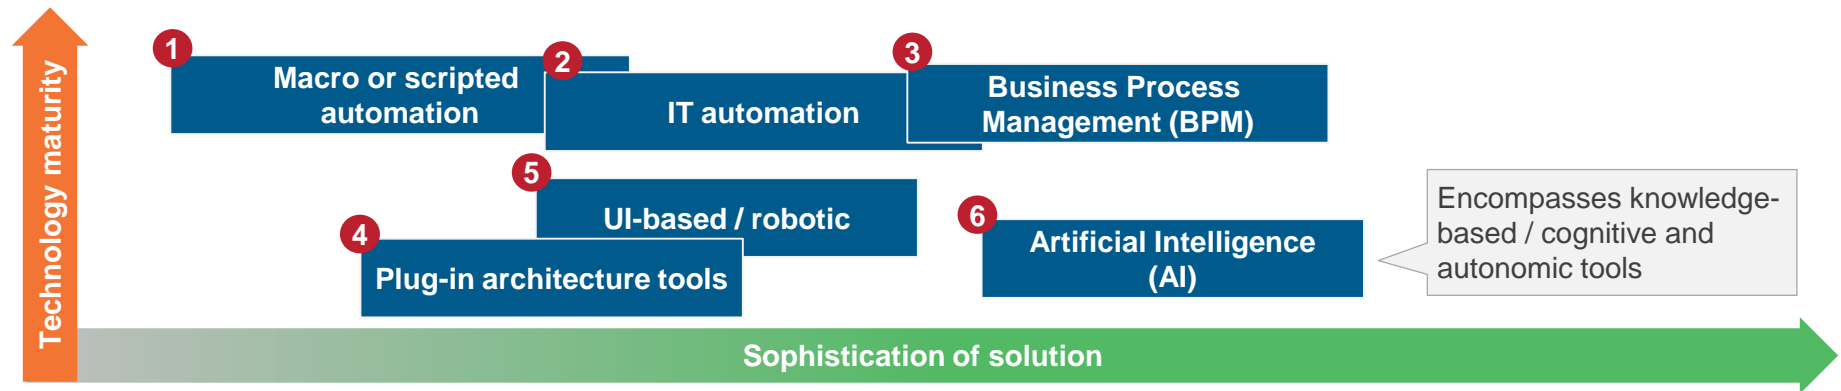 Technology maturity
1
Macro or scripted
automation
2
IT automation
3
Business Process
Management (BPM)
5
UI-based / robotic
4
Plug-in architecture tools
6
Artificial Intelligence
(AI)
Encompasses knowledge-
based / cognitive and
autonomic tools
Sophistication of solution